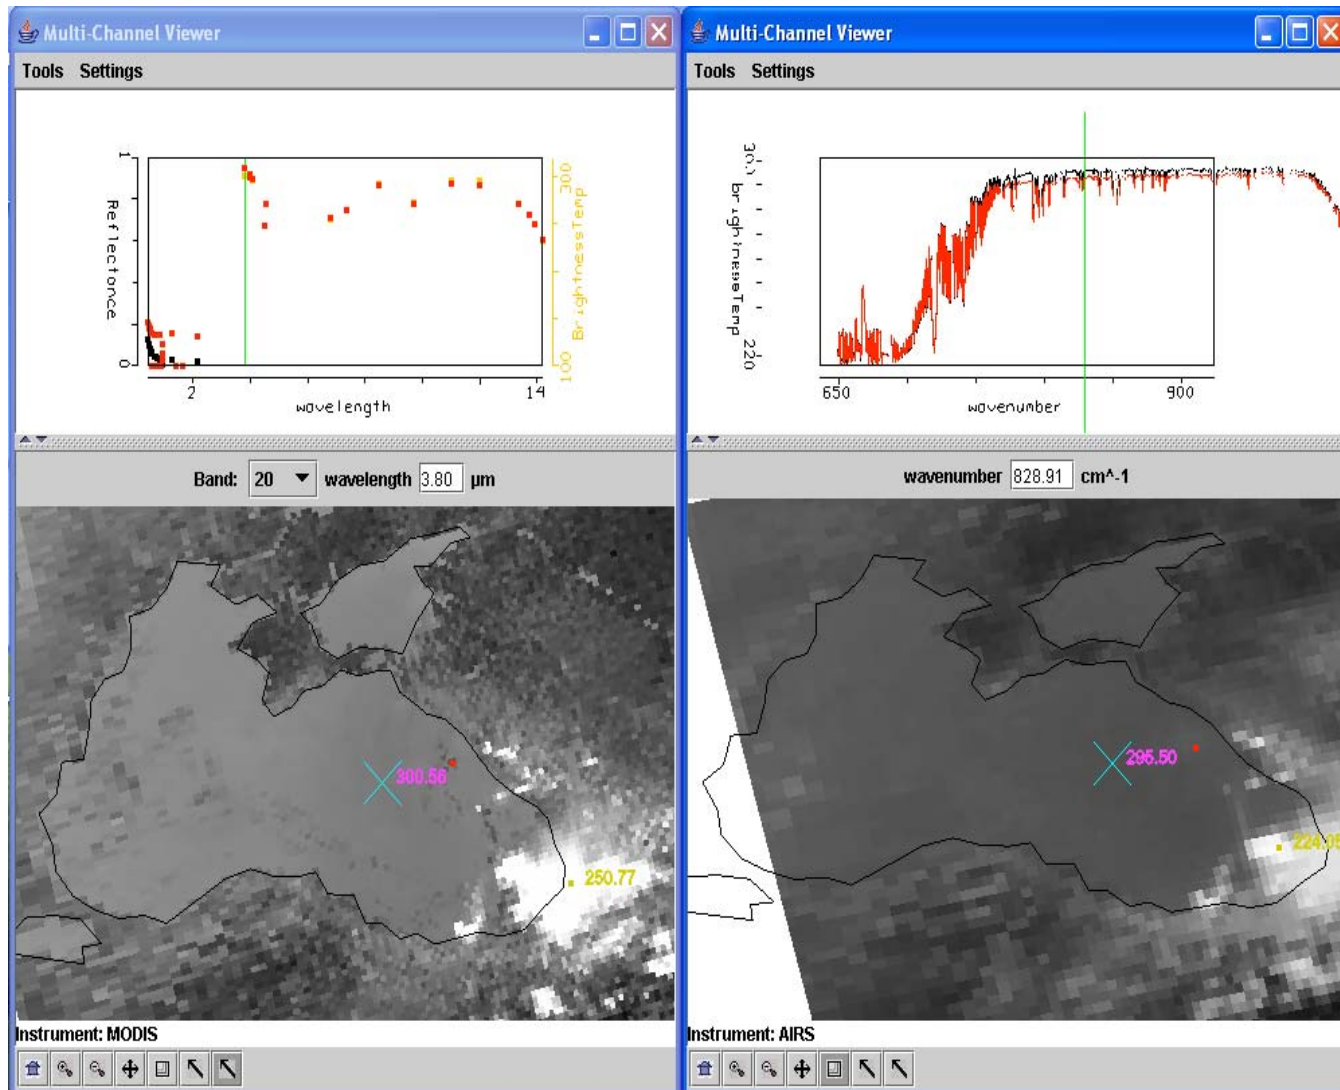 Multi-Channel Viewer
Tools Settings
1
Reflectance
0
300
BrightnessTemp
100
2
14
wavelength
Band: 20 wavelength 3.80 µm
300.56
250.77
Instrument: MODIS
Multi-Channel Viewer
Tools Settings
brightnessTemp
220
650
900
wavenumber
wavenumber 828.91 cm^-1
295.50
Instrument: AIRS